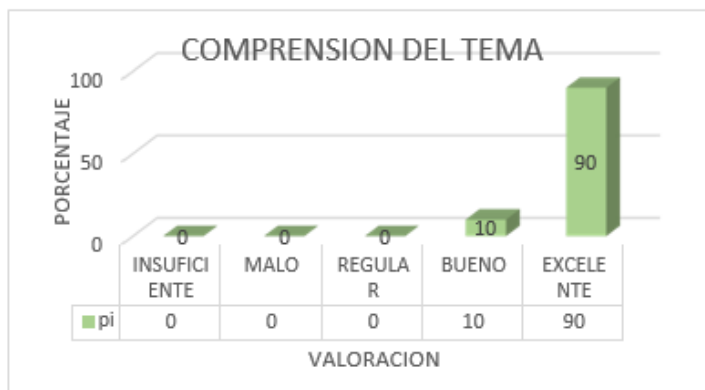 COMPRENSION DEL TEMA
PORCENTAJE
100
50
0
0 0 0 10 90
INSUFICI MALO REGULA BUENO EXCELE
ENTE R NTE
pi 0 0 0 10 90
VALORACION